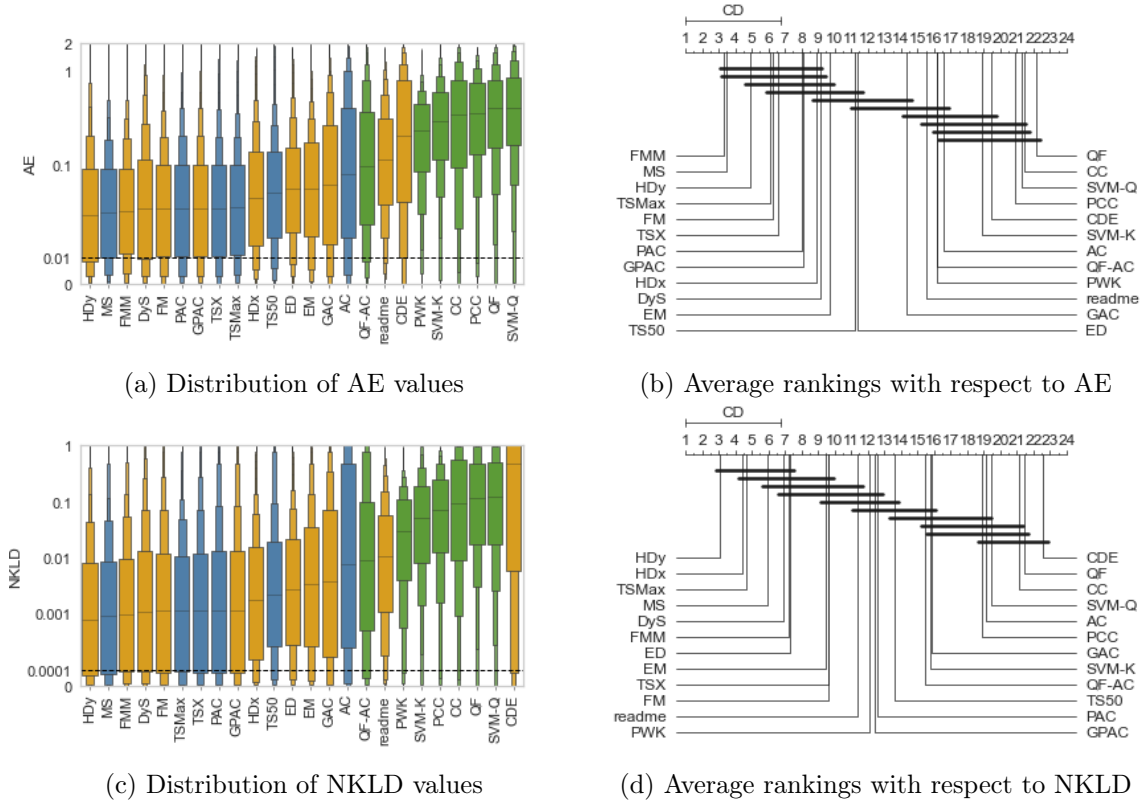 2
1
0.1
0.01
0
AE
HDy
MS
FMM
DyS
FM
PAC
GPAC
TSX
TSMax
HDx
TS50
ED
EM
GAC
AC
QF-AC
readme
CDE
PWK
SVM-K
CC
PCC
QF
SVM-Q
(a) Distribution of AE values
CD
1 2 3 4 5 6 7 8 9 10 11 12 13 14 15 16 17 18 19 20 21 22 23 24
FMM QF
MS CC
HDy SVM-Q
TSMax PCC
FM CDE
TSX SVM-K
PAC AC
GPAC QF-AC
HDx PWK
DyS readme
EM GAC
TS50 ED
(b) Average rankings with respect to AE
1
0.1
0.01
0.001
0.0001
0
NKLD
HDy
MS
FMM
DyS
FM
TSMax
TSX
PAC
GPAC
HDx
TS50
ED
EM
GAC
AC
QF-AC
readme
PWK
SVM-K
PCC
CC
QF
SVM-Q
CDE
(c) Distribution of NKLD values
CD
1 2 3 4 5 6 7 8 9 10 11 12 13 14 15 16 17 18 19 20 21 22 23 24
HDy CDE
HDx QF
TSMax CC
MS SVM-Q
DyS AC
FMM PCC
ED GAC
EM SVM-K
TSX QF-AC
FM TS50
readme PAC
PWK GPAC
(d) Average rankings with respect to NKLD